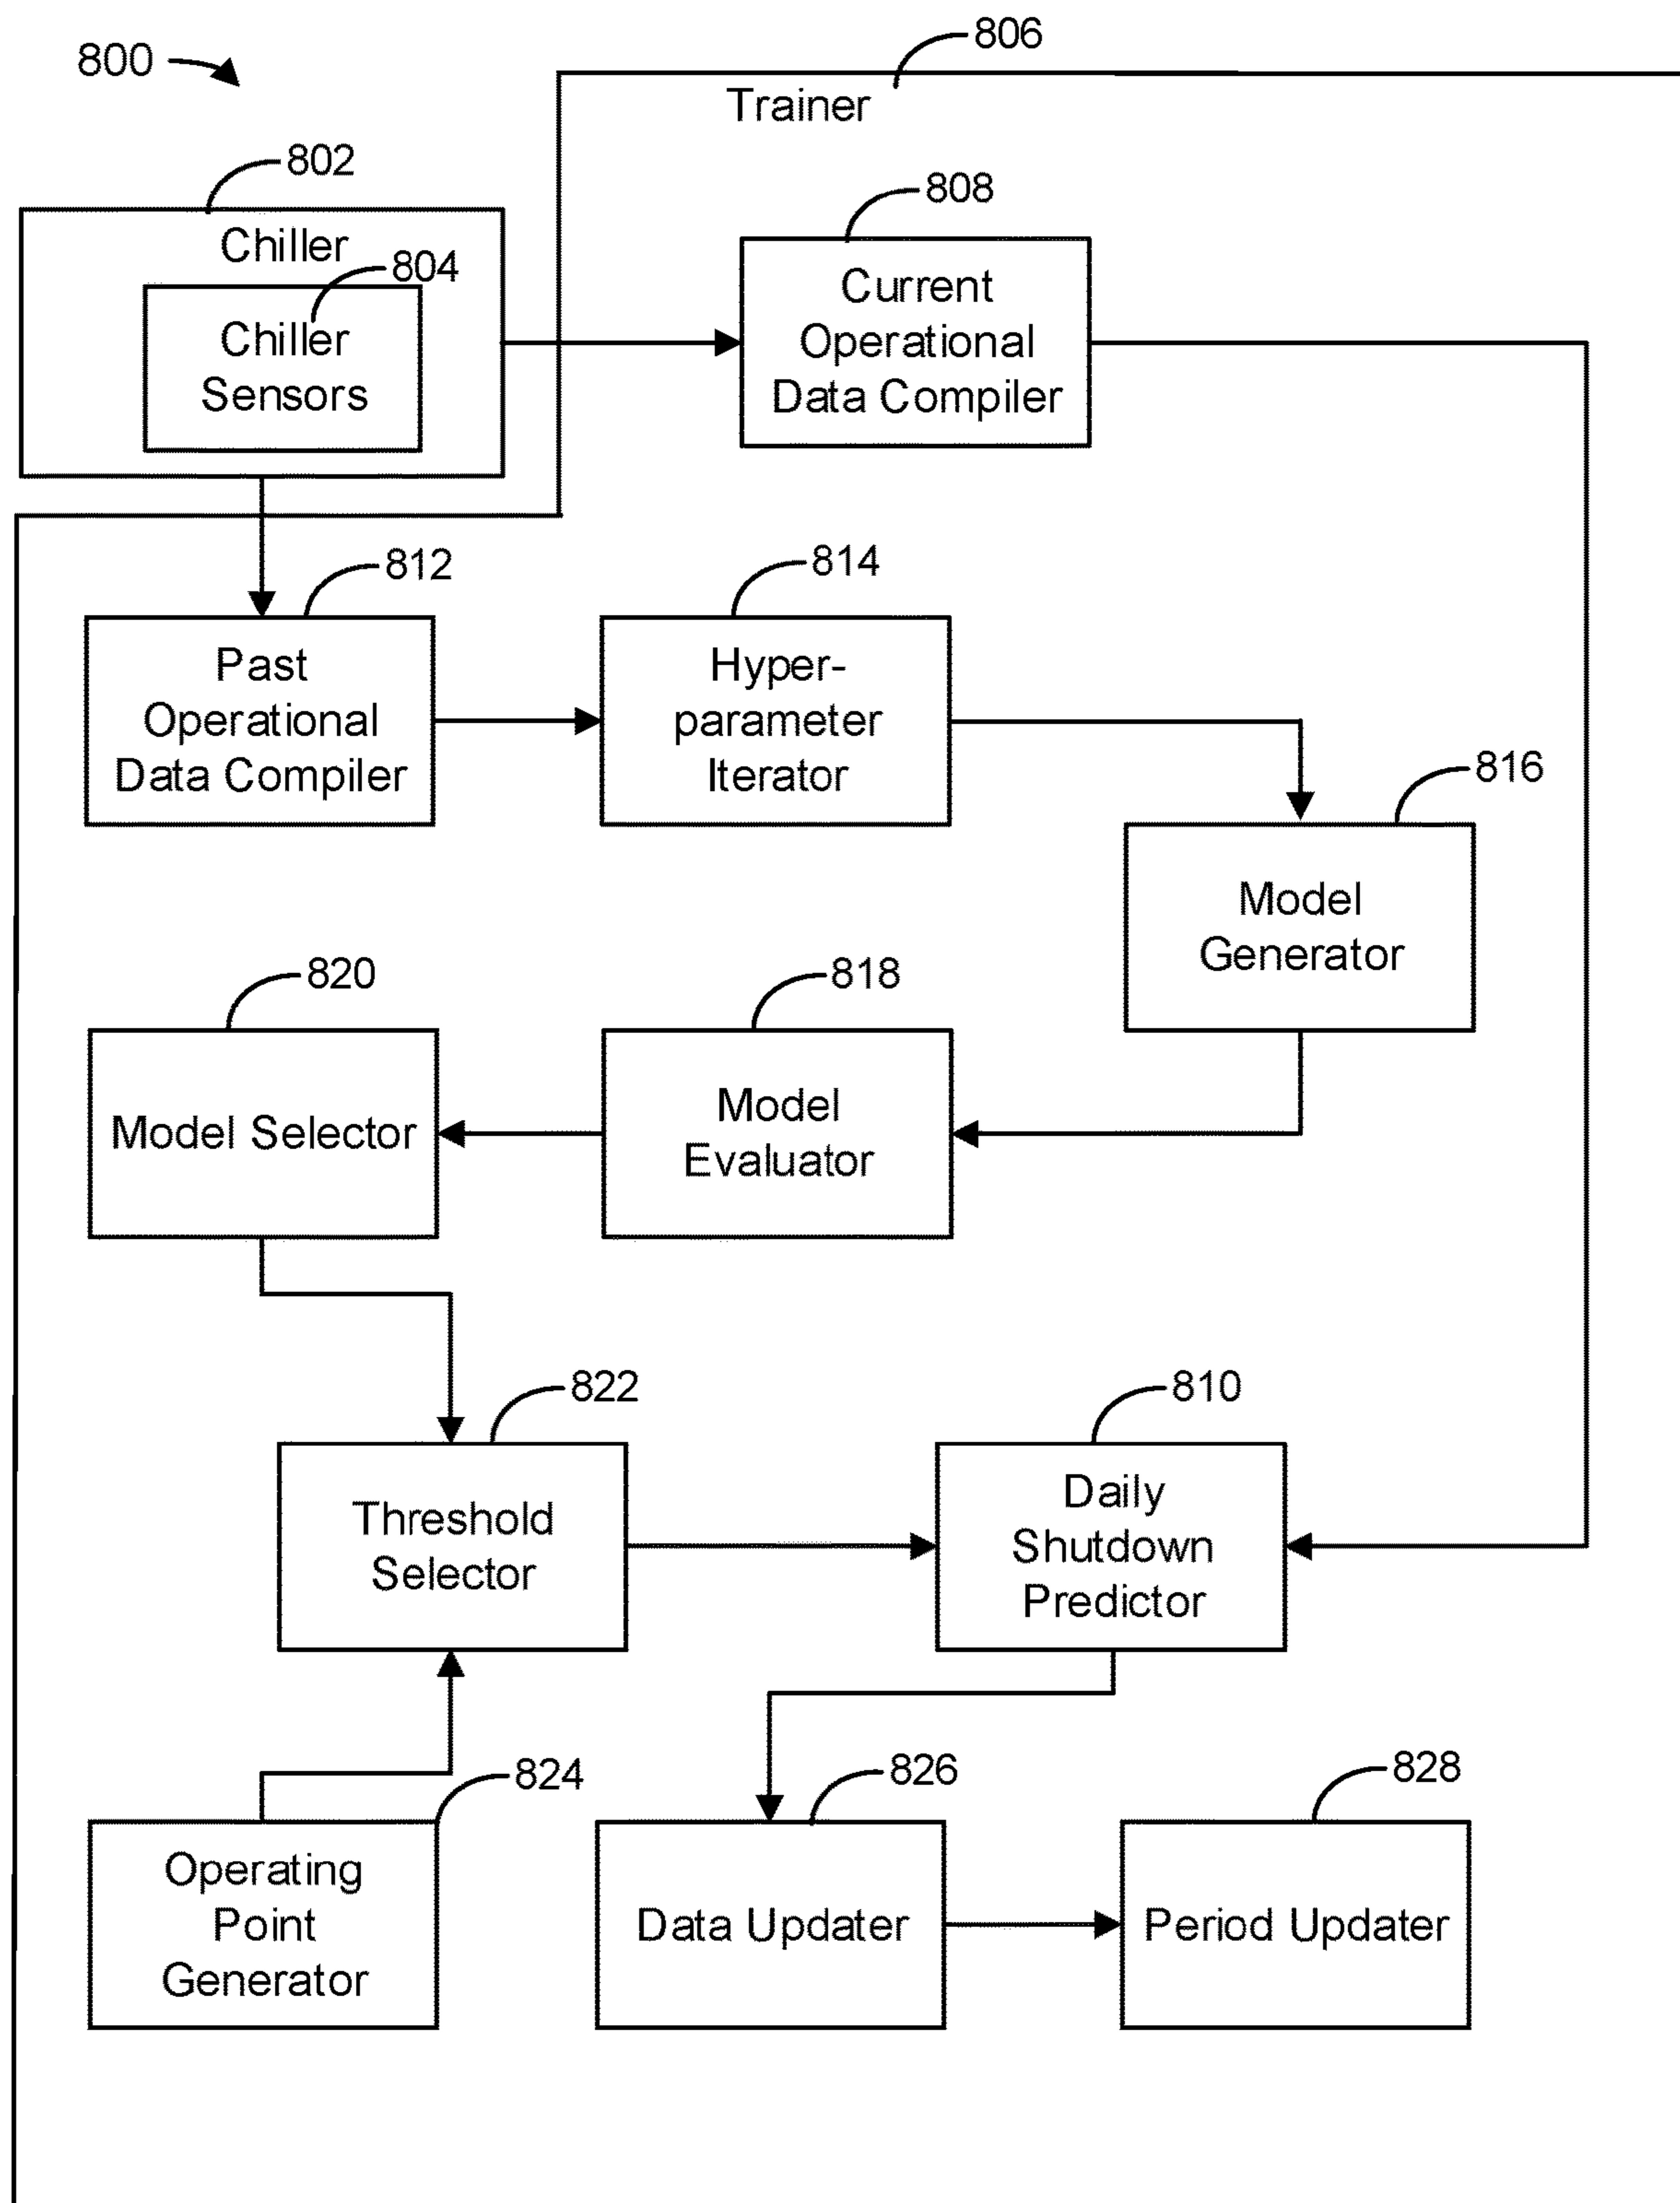 800
806
Trainer
802
Chiller
804
Chiller
Sensors
808
Current
Operational
Data Compiler
812
Past
Operational
Data Compiler
814
Hyper-
parameter
Iterator
816
Model
Generator
820
Model Selector
818
Model
Evaluator
822
Threshold
Selector
810
Daily
Shutdown
Predictor
824
Operating
Point
Generator
826
Data Updater
828
Period Updater